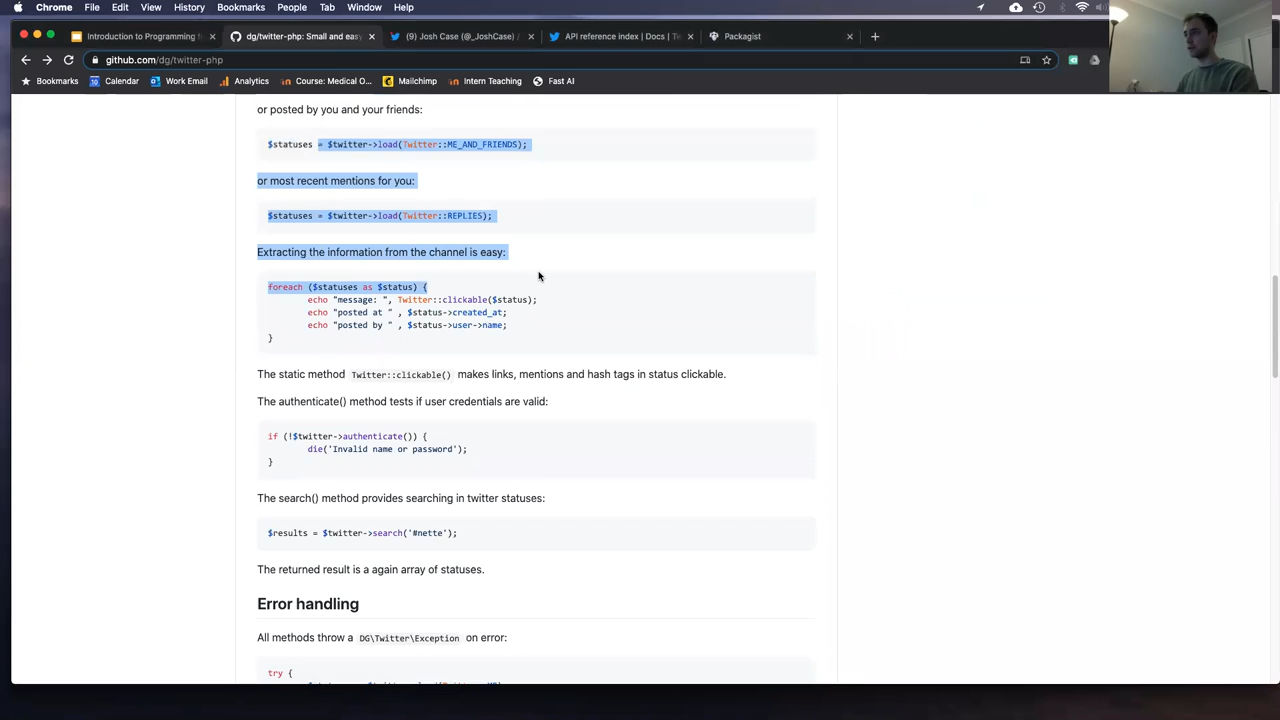 Chrome File Edit View History Bookmarks People Tab Window Help
Introduction to Programming f
dg/twitter-php: Small and easy
(9) Josh Case (@_JoshCase) /
API reference index | Docs | Tw
Packagist
github.com/dg/twitter-php
Bookmarks Calendar Work Email Analytics Course: Medical O... Mailchimp Intern Teaching Fast AI
or posted by you and your friends:
$statuses = $twitter->load(Twitter::ME_AND_FRIENDS);
or most recent mentions for you:
$statuses = $twitter->load(Twitter::REPLIES);
Extracting the information from the channel is easy:
foreach ($statuses as $status) {
echo "message: ", Twitter::clickable($status);
echo "posted at " , $status->created_at;
echo "posted by " , $status->user->name;
}
The static method Twitter::clickable() makes links, mentions and hash tags in status clickable.
The authenticate() method tests if user credentials are valid:
if (!$twitter->authenticate()) {
die('Invalid name or password');
}
The search() method provides searching in twitter statuses:
$results = $twitter->search('#nette');
The returned result is a again array of statuses.
Error handling
All methods throw a DG\Twitter\Exception on error:
try {